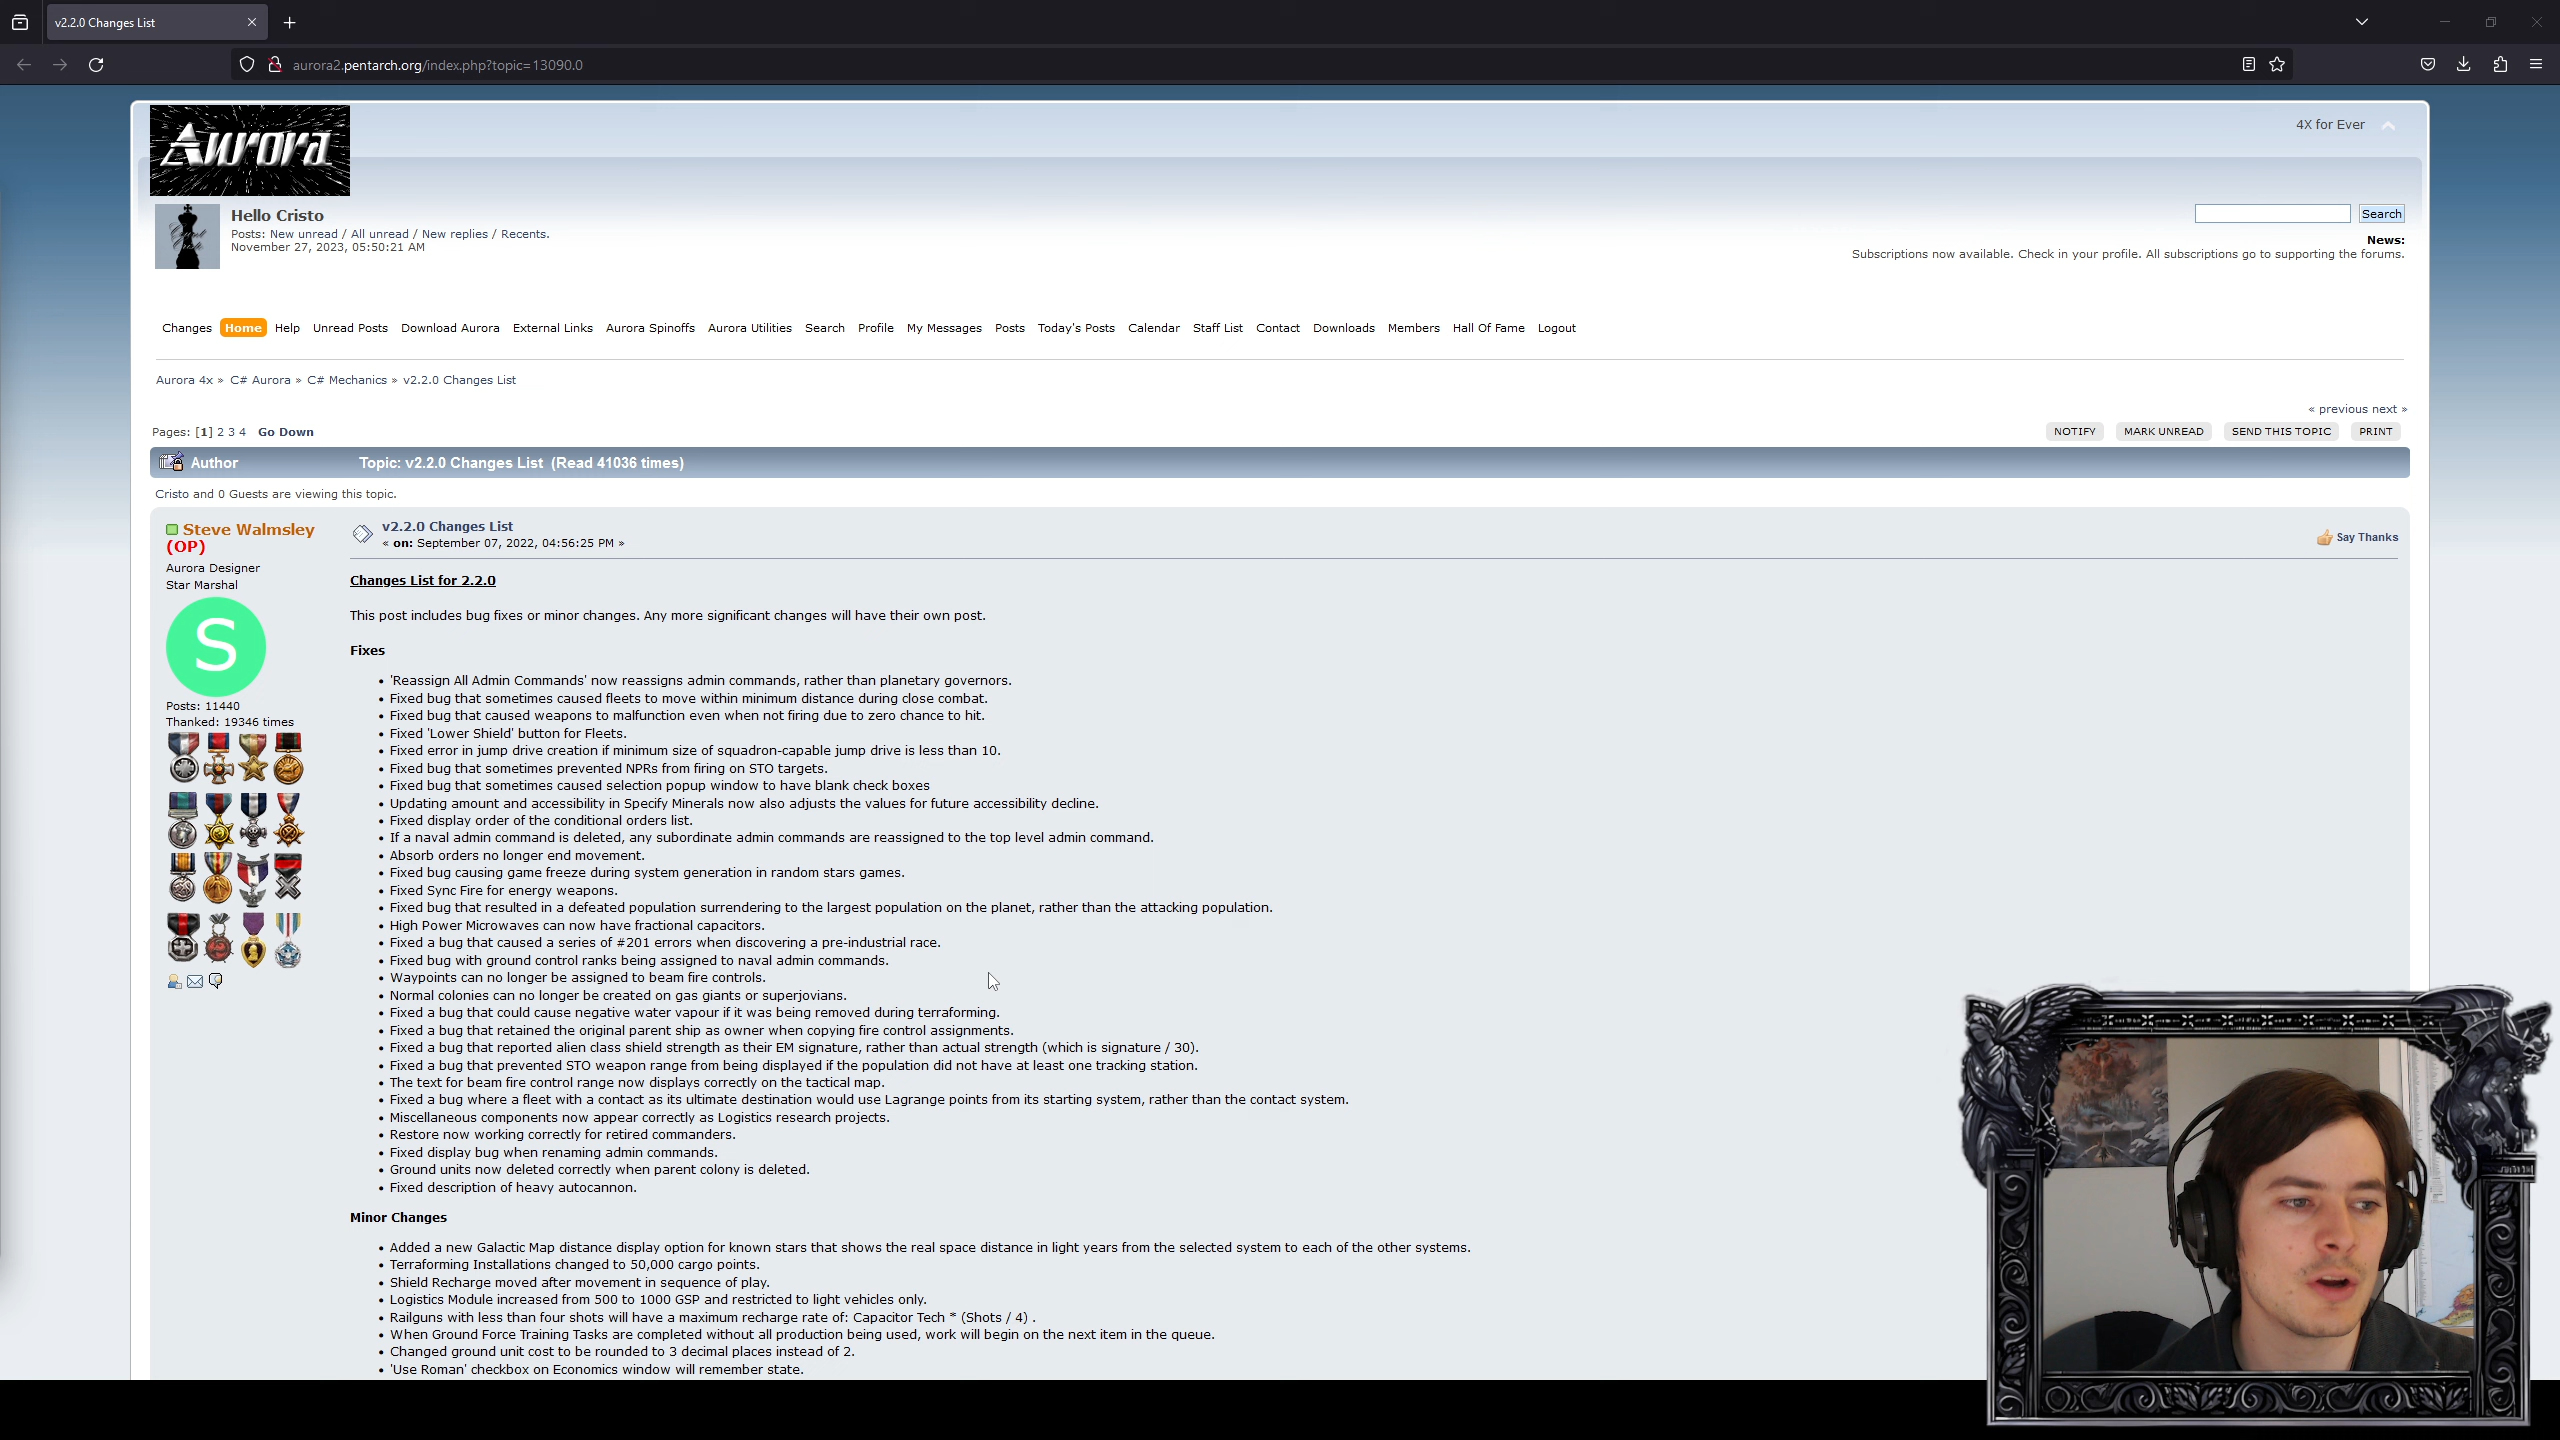 v2.2.0 Changes List
aurora2.pentarch.org/index.php?topic=13090.0
Aurora
4X for Ever
Hello Cristo
Posts: New unread / All unread / New replies / Recents.
November 27, 2023, 05:50:21 AM
Search
News:
Subscriptions now available. Check in your profile. All subscriptions go to supporting the forums.
Changes Home Help Unread Posts Download Aurora External Links Aurora Spinoffs Aurora Utilities Search Profile My Messages Posts Today's Posts Calendar Staff List Contact Downloads Members Hall Of Fame Logout
Aurora 4x » C# Aurora » C# Mechanics » v2.2.0 Changes List
« previous next »
Pages: [1] 2 3 4 Go Down
NOTIFY MARK UNREAD SEND THIS TOPIC PRINT
Author Topic: v2.2.0 Changes List (Read 41036 times)
Cristo and 0 Guests are viewing this topic.
Steve Walmsley
(OP)
Aurora Designer
Star Marshal
S
Posts: 11440
Thanked: 19346 times
v2.2.0 Changes List
« on: September 07, 2022, 04:56:25 PM »
Say Thanks
Changes List for 2.2.0
This post includes bug fixes or minor changes. Any more significant changes will have their own post.
Fixes
• 'Reassign All Admin Commands' now reassigns admin commands, rather than planetary governors.
• Fixed bug that sometimes caused fleets to move within minimum distance during close combat.
• Fixed bug that caused weapons to malfunction even when not firing due to zero chance to hit.
• Fixed 'Lower Shield' button for Fleets.
• Fixed error in jump drive creation if minimum size of squadron-capable jump drive is less than 10.
• Fixed bug that sometimes prevented NPRs from firing on STO targets.
• Fixed bug that sometimes caused selection popup window to have blank check boxes
• Updating amount and accessibility in Specify Minerals now also adjusts the values for future accessibility decline.
• Fixed display order of the conditional orders list.
• If a naval admin command is deleted, any subordinate admin commands are reassigned to the top level admin command.
• Absorb orders no longer end movement.
• Fixed bug causing game freeze during system generation in random stars games.
• Fixed Sync Fire for energy weapons.
• Fixed bug that resulted in a defeated population surrendering to the largest population on the planet, rather than the attacking population.
• High Power Microwaves can now have fractional capacitors.
• Fixed a bug that caused a series of #201 errors when discovering a pre-industrial race.
• Fixed bug with ground control ranks being assigned to naval admin commands.
• Waypoints can no longer be assigned to beam fire controls.
• Normal colonies can no longer be created on gas giants or superjovians.
• Fixed a bug that could cause negative water vapour if it was being removed during terraforming.
• Fixed a bug that retained the original parent ship as owner when copying fire control assignments.
• Fixed a bug that reported alien class shield strength as their EM signature, rather than actual strength (which is signature / 30).
• Fixed a bug that prevented STO weapon range from being displayed if the population did not have at least one tracking station.
• The text for beam fire control range now displays correctly on the tactical map.
• Fixed a bug where a fleet with a contact as its ultimate destination would use Lagrange points from its starting system, rather than the contact system.
• Miscellaneous components now appear correctly as Logistics research projects.
• Restore now working correctly for retired commanders.
• Fixed display bug when renaming admin commands.
• Ground units now deleted correctly when parent colony is deleted.
• Fixed description of heavy autocannon.
Minor Changes
• Added a new Galactic Map distance display option for known stars that shows the real space distance in light years from the selected system to each of the other systems.
• Terraforming Installations changed to 50,000 cargo points.
• Shield Recharge moved after movement in sequence of play.
• Logistics Module increased from 500 to 1000 GSP and restricted to light vehicles only.
• Railguns with less than four shots will have a maximum recharge rate of: Capacitor Tech * (Shots / 4) .
• When Ground Force Training Tasks are completed without all production being used, work will begin on the next item in the queue.
• Changed ground unit cost to be rounded to 3 decimal places instead of 2.
• 'Use Roman' checkbox on Economics window will remember state.